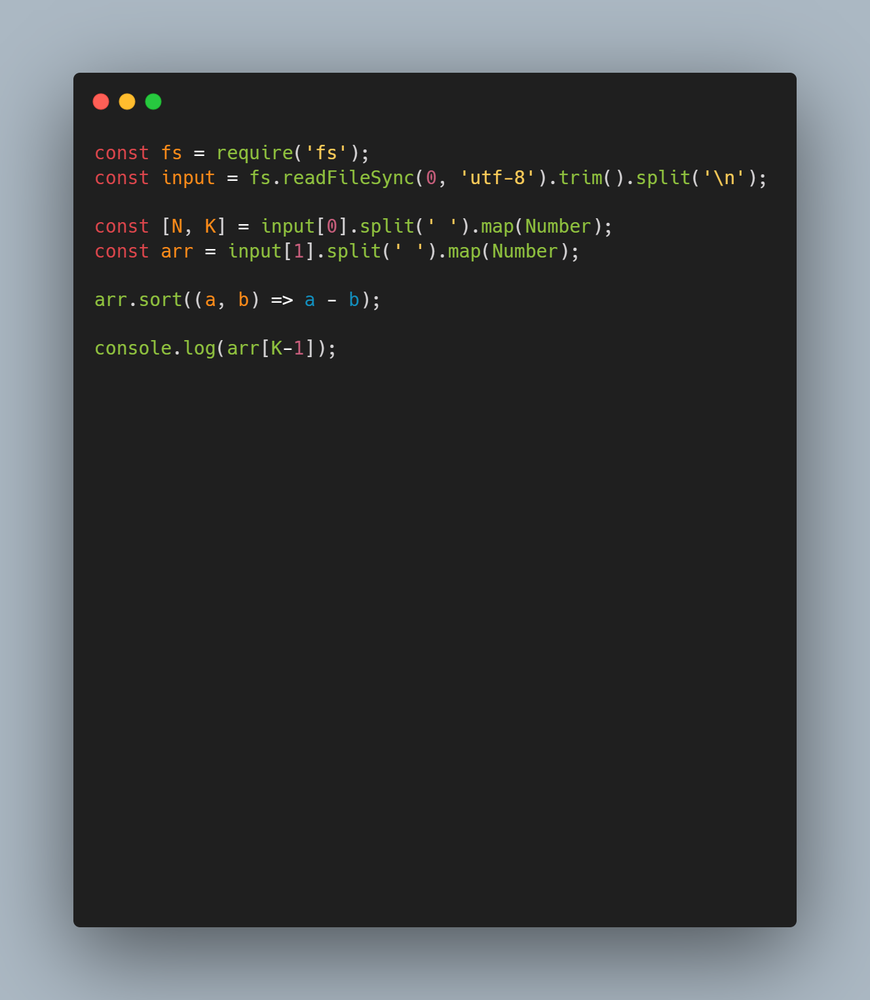 const fs = require('fs');
const input = fs.readFileSync(0, 'utf-8').trim().split('\n');
const [N, K] = input[0].split(' ').map(Number);
const arr = input[1].split(' ').map(Number);
arr.sort((a, b) => a - b);
console.log(arr[K-1]);